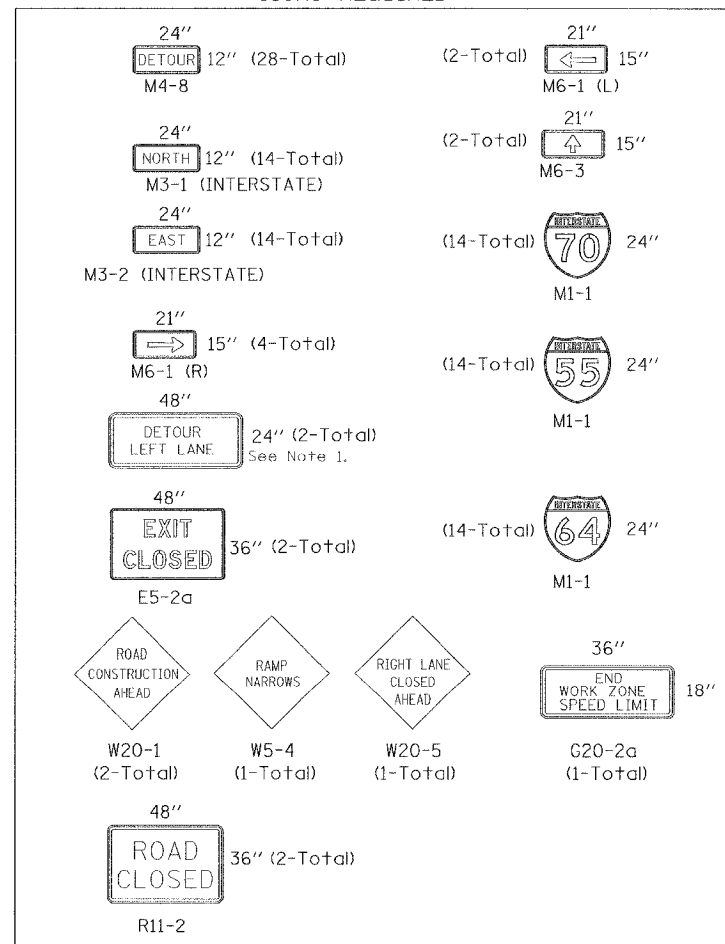 24"
DETOUR 12" (28-Total)
M4-8
24"
NORTH 12" (14-Total)
M3-1 (INTERSTATE)
24"
EAST 12" (14-Total)
M3-2 (INTERSTATE)
21"
15" (4-Total)
M6-1 (R)
48"
DETOUR
LEFT LANE
24" (2-Total)
See Note 1.
48"
EXIT
CLOSED
36" (2-Total)
E5-2a
21"
(2-Total) 15"
M6-1 (L)
21"
(2-Total) 15"
M6-3
INTERSTATE
(14-Total) 70 24"
M1-1
INTERSTATE
(14-Total) 55 24"
M1-1
INTERSTATE
(14-Total) 64 24"
M1-1
ROAD
CONSTRUCTION
AHEAD
W20-1
(2-Total)
RAMP
NARROWS
W5-4
(1-Total)
RIGHT LANE
CLOSED
AHEAD
W20-5
(1-Total)
36"
END
WORK ZONE
SPEED LIMIT
18"
G20-2a
(1-Total)
48"
ROAD
CLOSED
36" (2-Total)
R11-2